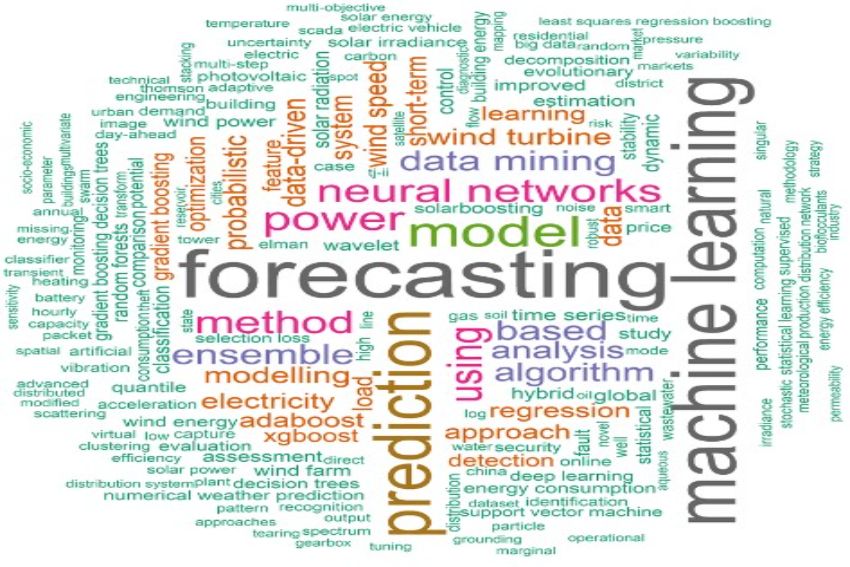 multi-objective
temperature
solar energy
scada
electric vehicle
least squares regression boosting
mapping
residential
market
pressure
uncertainty
solar irradiance
big data
random
variability
stacking
electric
carbon
diagnostics
building energy
decomposition
markets
multi-step
evolutionary
technical
photovoltaic
spot
control
improved
district
thomson
adaptive
solar radiation
wind speed
short-term
engineering
building
system
flow
estimation
urban
demand
data-driven
satellite
learning
risk
stability
dynamic
image
wind power
wind turbine
day-ahead
feature
case
data mining
singular
socio-economic
parameter
buildings
multivariate
swarm
decision trees
gradient boosting
transform
potential
gradient boosting
optimization
probabilistic
neural networks
machine learning
strategy
methodology
annual
cities
reservoir
power
solarboosting
noise
smart
natural
missing
energy
monitoring
random forests
comparison
tower
elman
wavelet
model
robust
data
price
computation
supervised
distribution network
bioflocculants
industry
classifier
transient
forecasting
heating
battery
sensitivity
hourly
capacity
packet
theft
consumption
classification
state
method
line
high
gas
soil
time series
time
performance
stochastic
statistical learning
meteorological
production
energy efficiency
selection
loss
based
study
spatial
artificial
ensemble
prediction
using
analysis
mode
vibration
modelling
algorithm
advanced
quantile
load
hybrid
oil
global
permeability
distributed
modified
acceleration
electricity
log
regression
irradiance
scattering
wind energy
adaboost
approach
fault
novel
well
statistical
wastewater
virtual
low
capture
xgboost
water
security
clustering
evaluation
detection
online
efficiency
assessment
direct
china
deep learning
aqueous
solar power
wind farm
energy consumption
distribution system
plant
decision trees
distribution
dataset
identification
numerical weather prediction
support vector machine
pattern
recognition
particle
approaches
output
tearing
spectrum
grounding
operational
gearbox
tuning
marginal